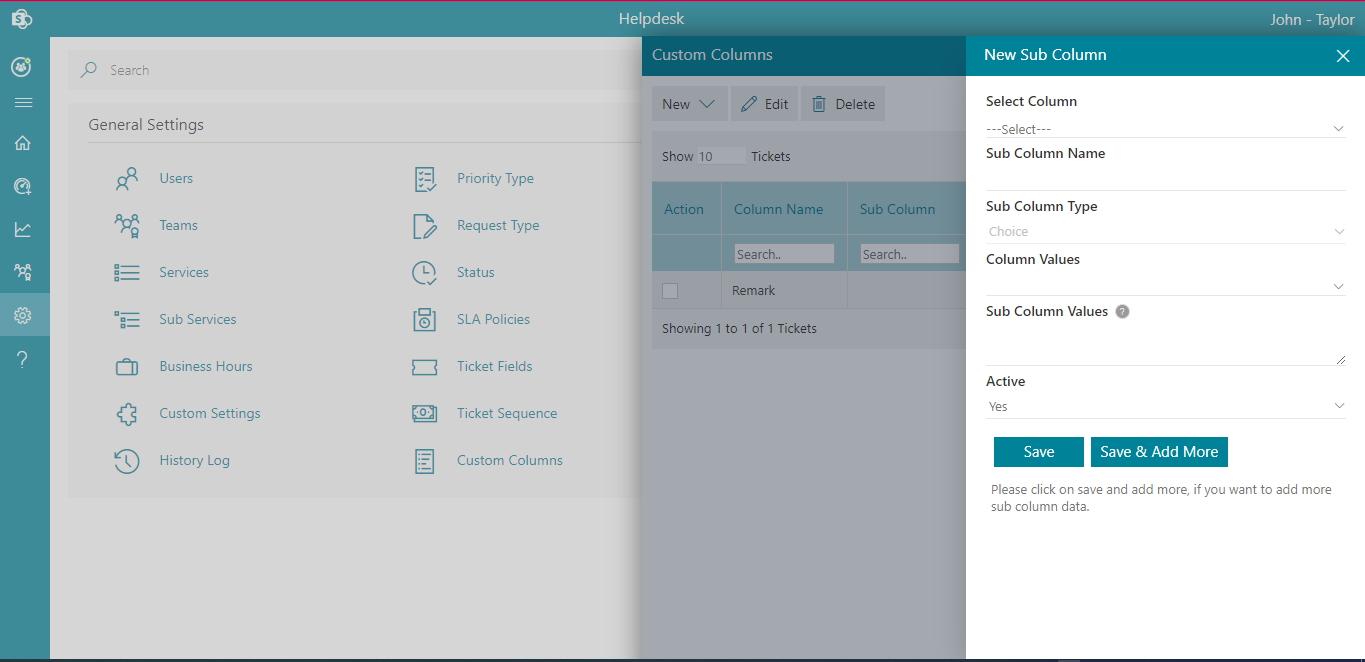 S
Helpdesk
John - Taylor
Search
General Settings
Users
Priority Type
Teams
Request Type
Services
Status
Sub Services
SLA Policies
Business Hours
Ticket Fields
Custom Settings
Ticket Sequence
History Log
Custom Columns
Custom Columns
New
Edit
Delete
Show 10 Tickets
Action
Column Name
Sub Column
Search..
Search..
Remark
Showing 1 to 1 of 1 Tickets
New Sub Column
Select Column
---Select---
Sub Column Name
Sub Column Type
Choice
Column Values
Sub Column Values ?
Active
Yes
Save
Save & Add More
Please click on save and add more, if you want to add more
sub column data.